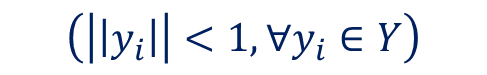 (||y_i|| < 1, ∀y_i ∈ Y)